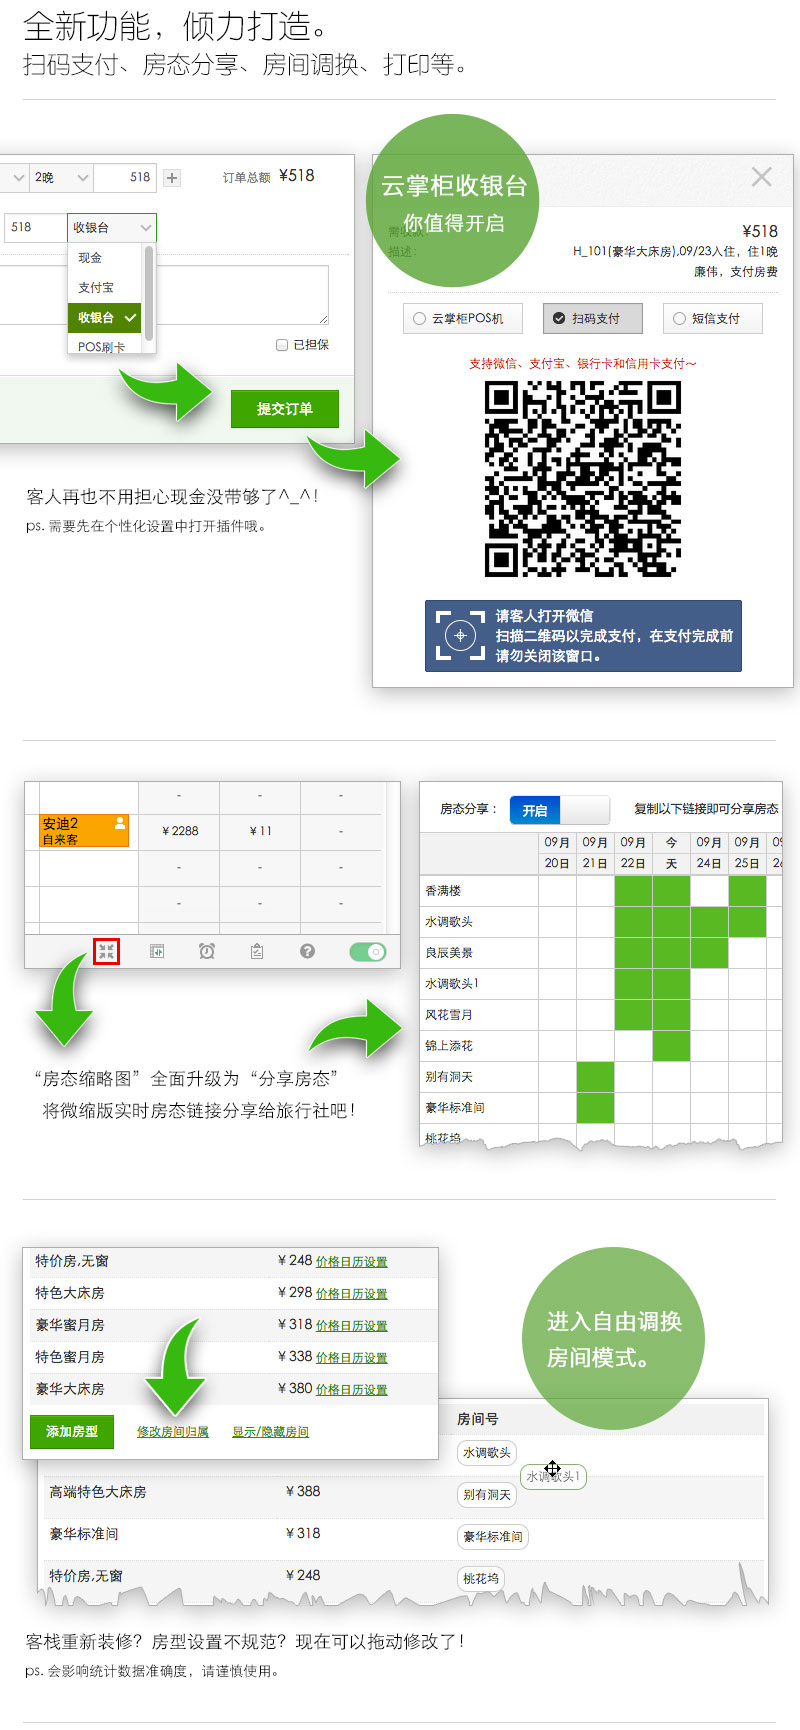 全新功能，倾力打造。
扫码支付、房态分享、房间调换、打印等。
2晚 518 订单总额 ¥518
518 收银台
现金
支付宝
收银台
POS刷卡
已担保
提交订单
云掌柜收银台
你值得开启
需收款： ¥518
描述： H_101(豪华大床房),09/23入住，住1晚
廉伟，支付房费
云掌柜POS机 扫码支付 短信支付
支持微信、支付宝、银行卡和信用卡支付～
请客人打开微信
扫描二维码以完成支付，在支付完成前
请勿关闭该窗口。
客人再也不用担心现金没带够了^_^！
ps. 需要先在个性化设置中打开插件哦。
- - -
安迪2
自来客
¥2288 ¥11 -
- - -
- - -
“房态缩略图”全面升级为“分享房态”
将微缩版实时房态链接分享给旅行社吧！
房态分享： 开启 复制以下链接即可分享房态
09月 09月 09月 今 09月 09月
20日 21日 22日 天 24日 25日
香满楼
水调歌头
良辰美景
水调歌头1
风花雪月
锦上添花
别有洞天
豪华标准间
桃花坞
特价房,无窗 ¥248 价格日历设置
特色大床房 ¥298 价格日历设置
豪华蜜月房 ¥318 价格日历设置
特色蜜月房 ¥338 价格日历设置
豪华大床房 ¥380 价格日历设置
添加房型 修改房间归属 显示/隐藏房间
进入自由调换
房间模式。
房间号
水调歌头
水调歌头1
高端特色大床房 ¥388 别有洞天
豪华标准间 ¥318 豪华标准间
特价房,无窗 ¥248 桃花坞
客栈重新装修？房型设置不规范？现在可以拖动修改了！
ps. 会影响统计数据准确度，请谨慎使用。